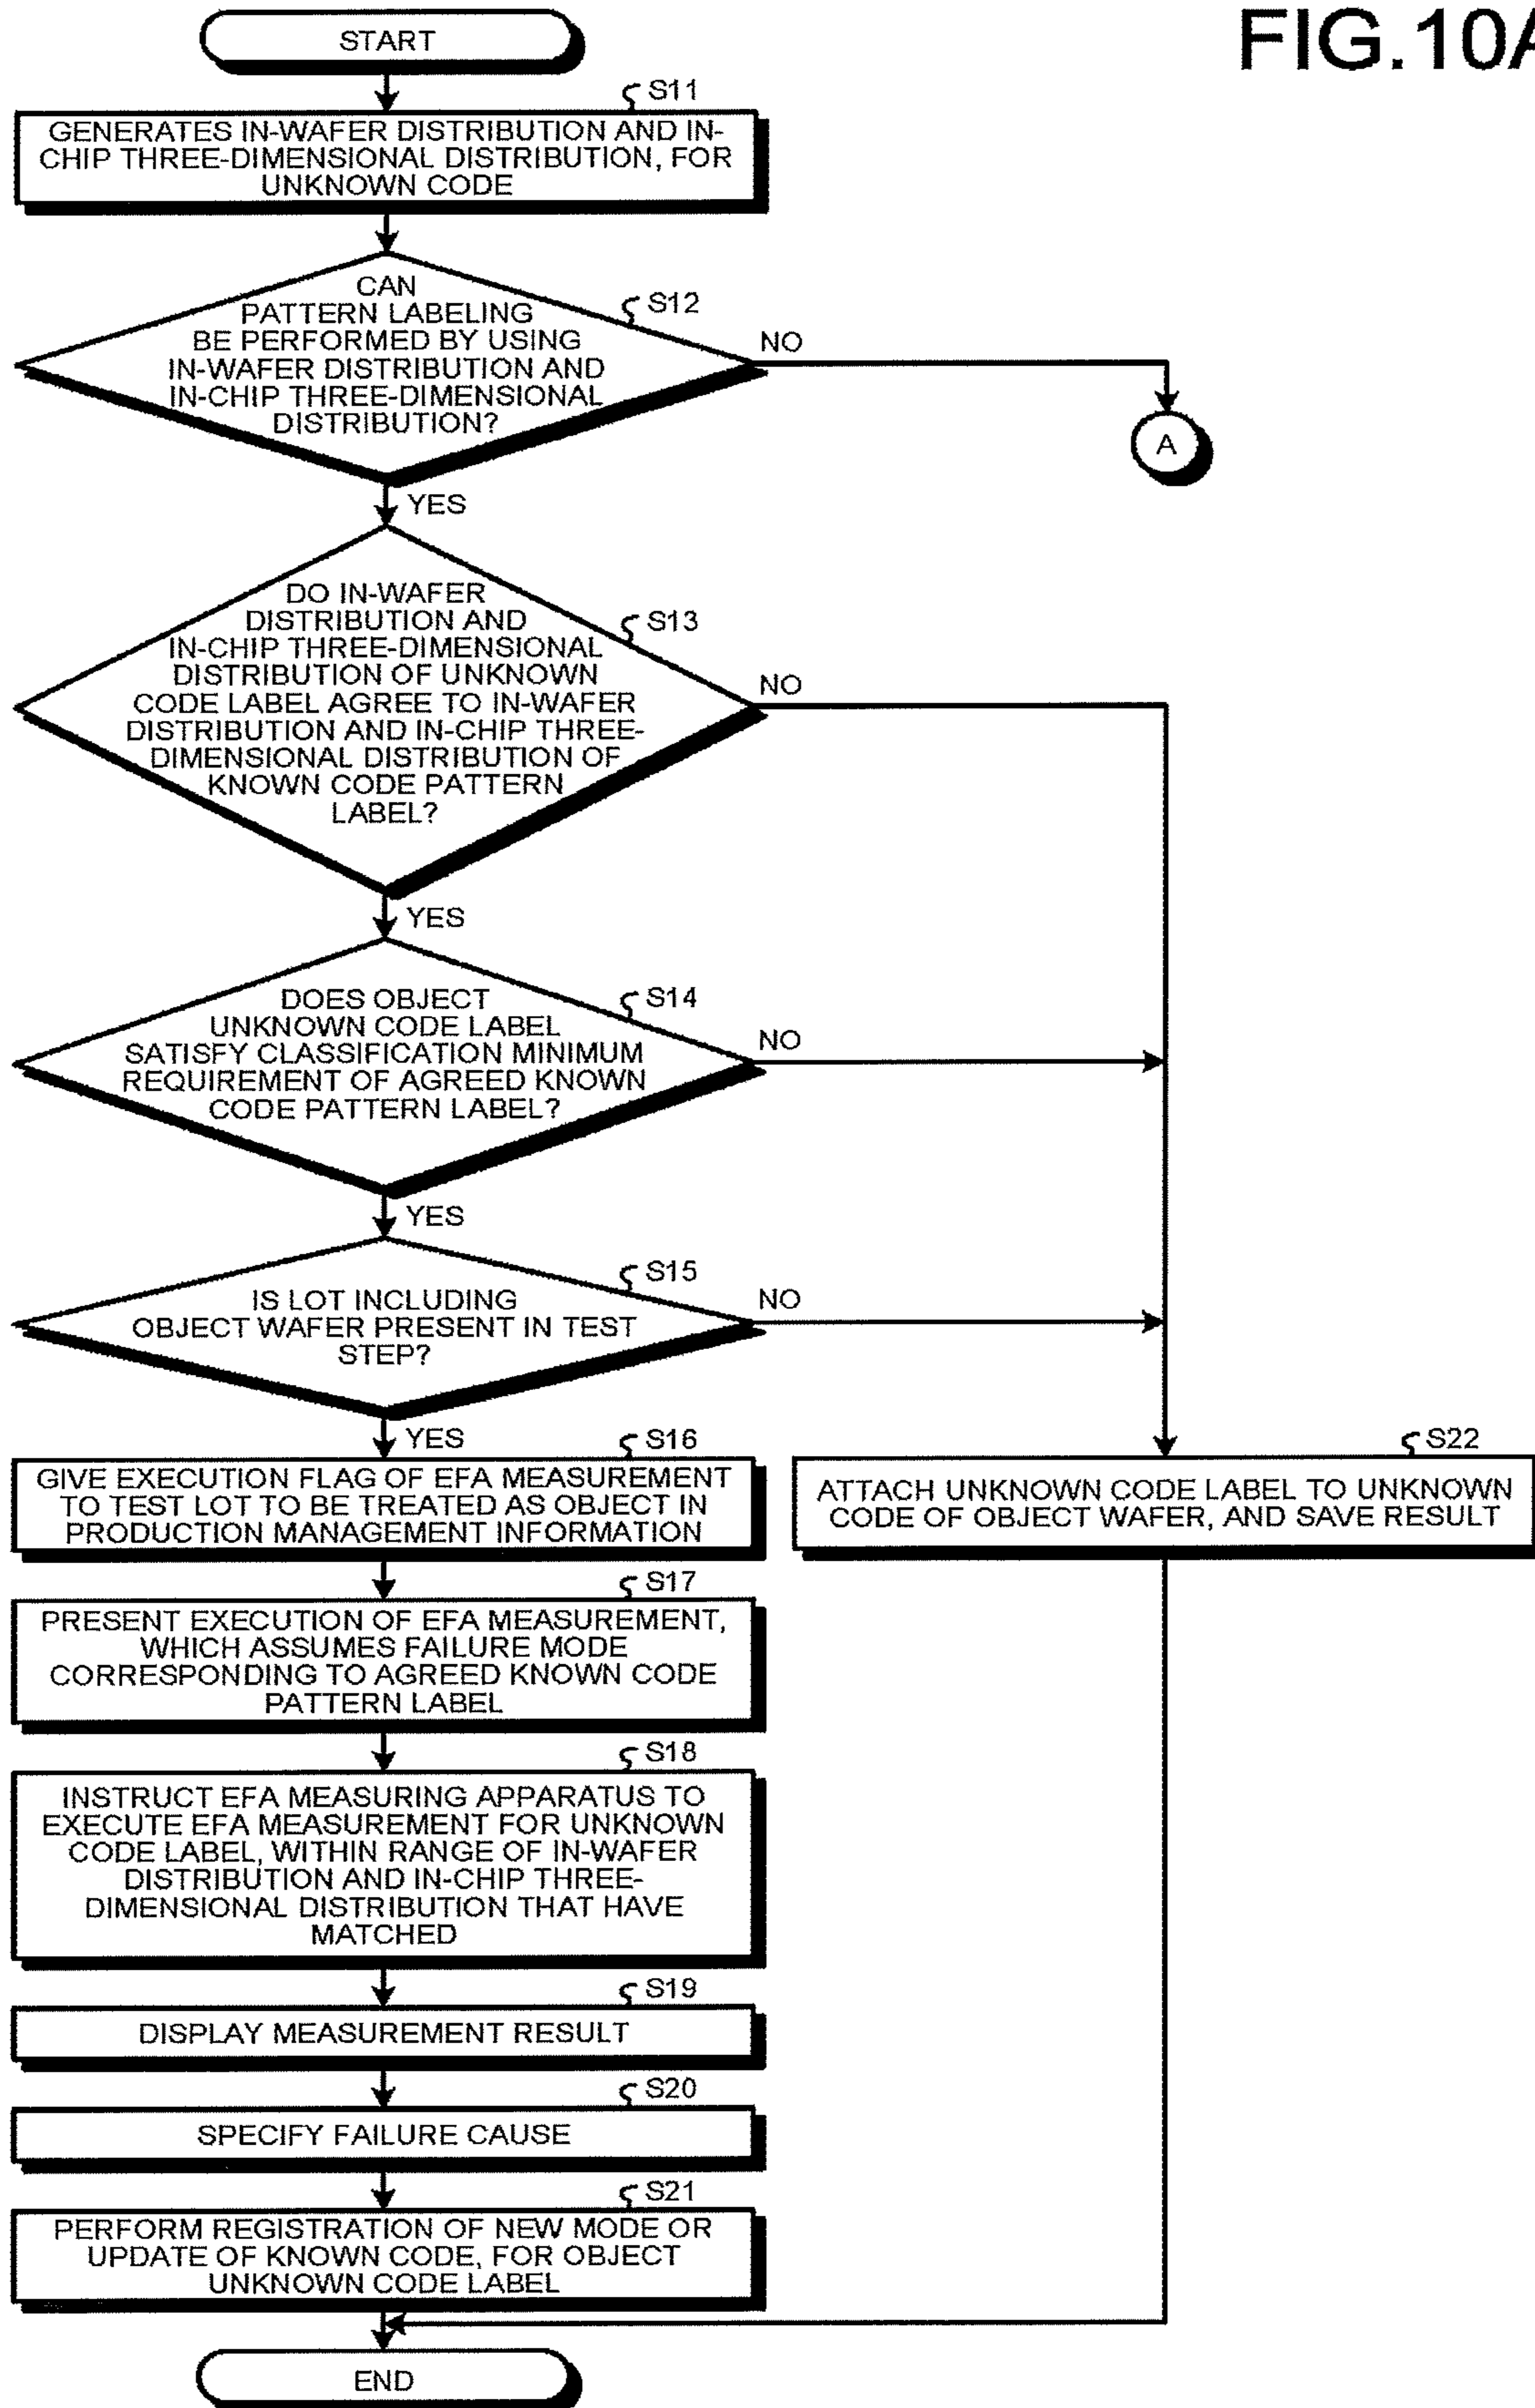 FIG.10A
START
S11
GENERATES IN-WAFER DISTRIBUTION AND IN-
CHIP THREE-DIMENSIONAL DISTRIBUTION, FOR
UNKNOWN CODE
S12
CAN
PATTERN LABELING
BE PERFORMED BY USING
IN-WAFER DISTRIBUTION AND
IN-CHIP THREE-DIMENSIONAL
DISTRIBUTION?
NO
A
YES
S13
DO IN-WAFER
DISTRIBUTION AND
IN-CHIP THREE-DIMENSIONAL
DISTRIBUTION OF UNKNOWN
CODE LABEL AGREE TO IN-WAFER
DISTRIBUTION AND IN-CHIP THREE-
DIMENSIONAL DISTRIBUTION OF
KNOWN CODE PATTERN
LABEL?
NO
YES
S14
DOES OBJECT
UNKNOWN CODE LABEL
SATISFY CLASSIFICATION MINIMUM
REQUIREMENT OF AGREED KNOWN
CODE PATTERN LABEL?
NO
YES
S15
IS LOT INCLUDING
OBJECT WAFER PRESENT IN TEST
STEP?
NO
YES
S16
GIVE EXECUTION FLAG OF EFA MEASUREMENT
TO TEST LOT TO BE TREATED AS OBJECT IN
PRODUCTION MANAGEMENT INFORMATION
S22
ATTACH UNKNOWN CODE LABEL TO UNKNOWN
CODE OF OBJECT WAFER, AND SAVE RESULT
S17
PRESENT EXECUTION OF EFA MEASUREMENT,
WHICH ASSUMES FAILURE MODE
CORRESPONDING TO AGREED KNOWN CODE
PATTERN LABEL
S18
INSTRUCT EFA MEASURING APPARATUS TO
EXECUTE EFA MEASUREMENT FOR UNKNOWN
CODE LABEL, WITHIN RANGE OF IN-WAFER
DISTRIBUTION AND IN-CHIP THREE-
DIMENSIONAL DISTRIBUTION THAT HAVE
MATCHED
S19
DISPLAY MEASUREMENT RESULT
S20
SPECIFY FAILURE CAUSE
S21
PERFORM REGISTRATION OF NEW MODE OR
UPDATE OF KNOWN CODE, FOR OBJECT
UNKNOWN CODE LABEL
END